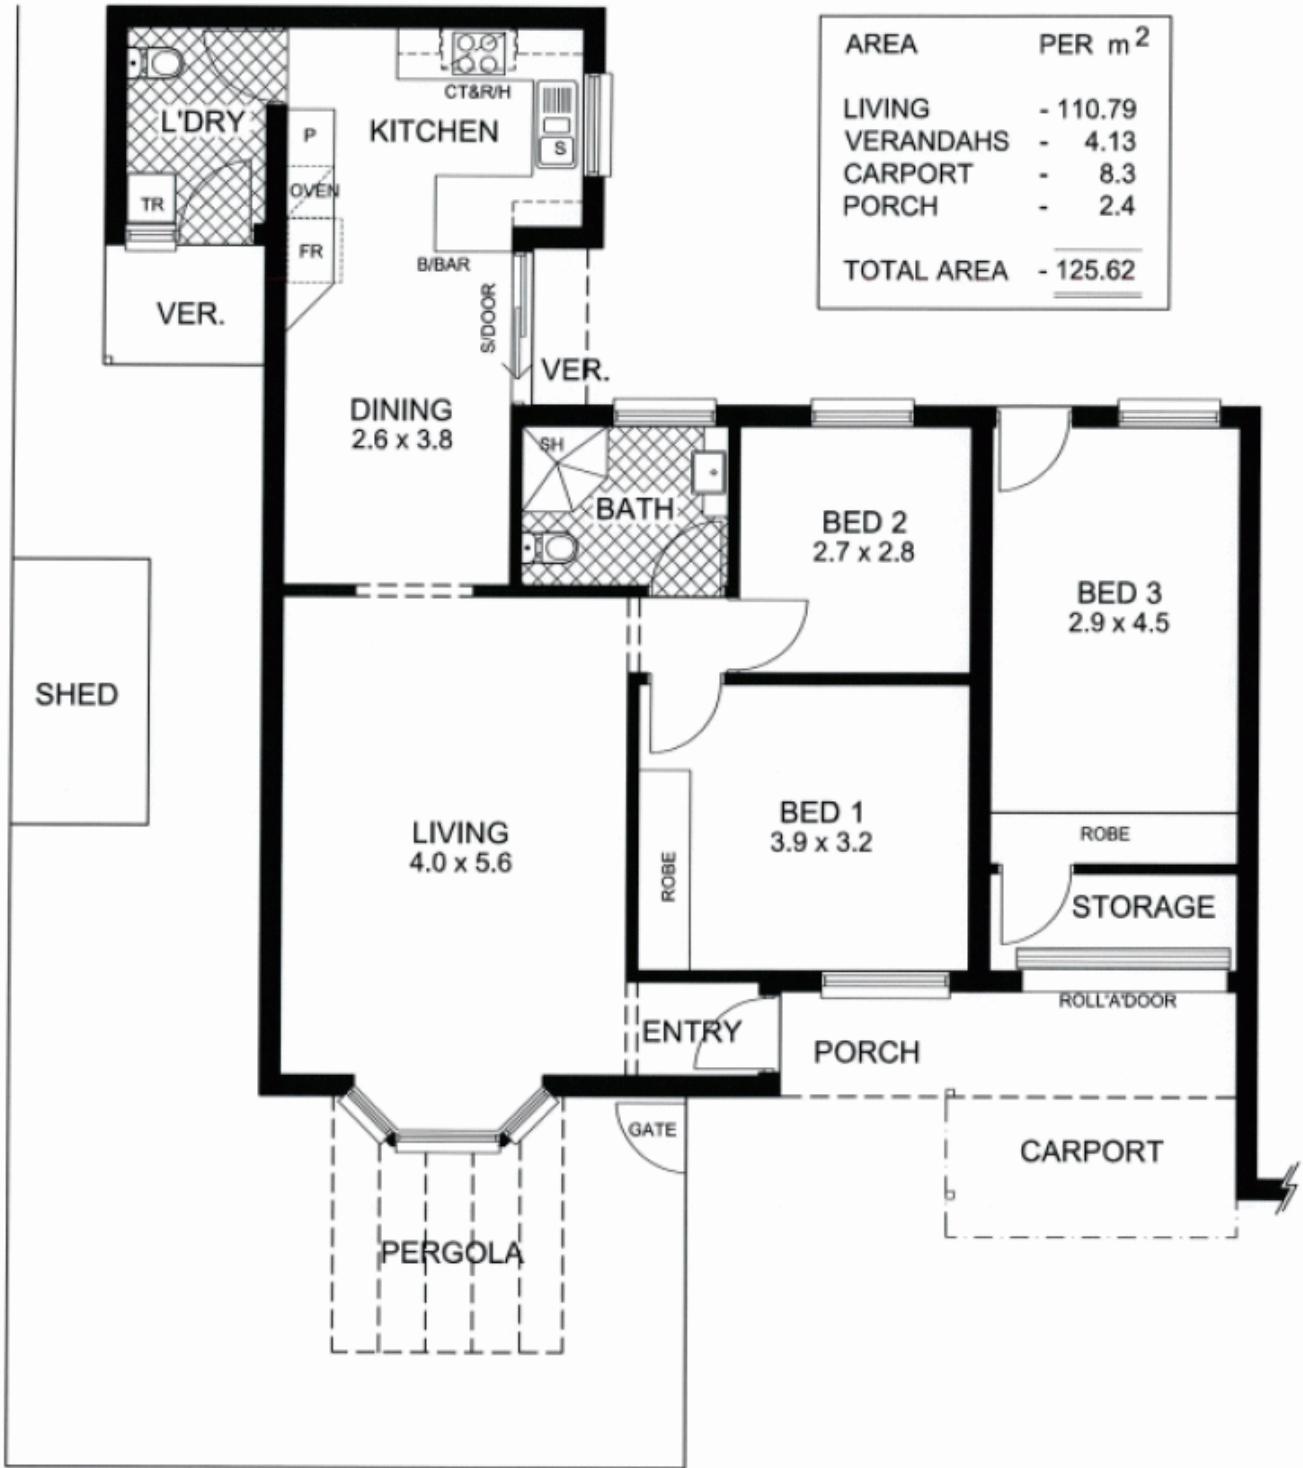 AREA PER m²
LIVING - 110.79
VERANDAHS - 4.13
CARPORT - 8.3
PORCH - 2.4
TOTAL AREA - 125.62
L'DRY
TR
P
OVEN
FR
KITCHEN
CT&R/H
S
B/BAR
S/DOOR
VER.
VER.
DINING
2.6 x 3.8
SH
BATH
BED 2
2.7 x 2.8
BED 3
2.9 x 4.5
ROBE
SHED
LIVING
4.0 x 5.6
BED 1
3.9 x 3.2
ROBE
STORAGE
ROLL'A'DOOR
ENTRY
PORCH
GATE
CARPORT
PERGOLA